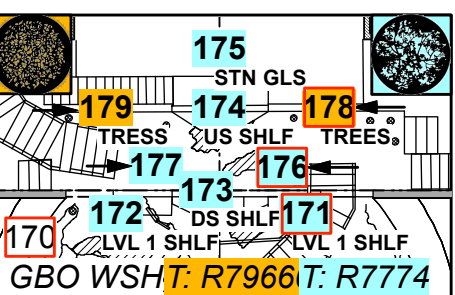 175
STN GLS
179 174 178
TRESS US SHLF TREES
177 176
173
172 DS SHLF 171
170 LVL 1 SHLF LVL 1 SHLF
GBO WSH T: R7966 T: R7774